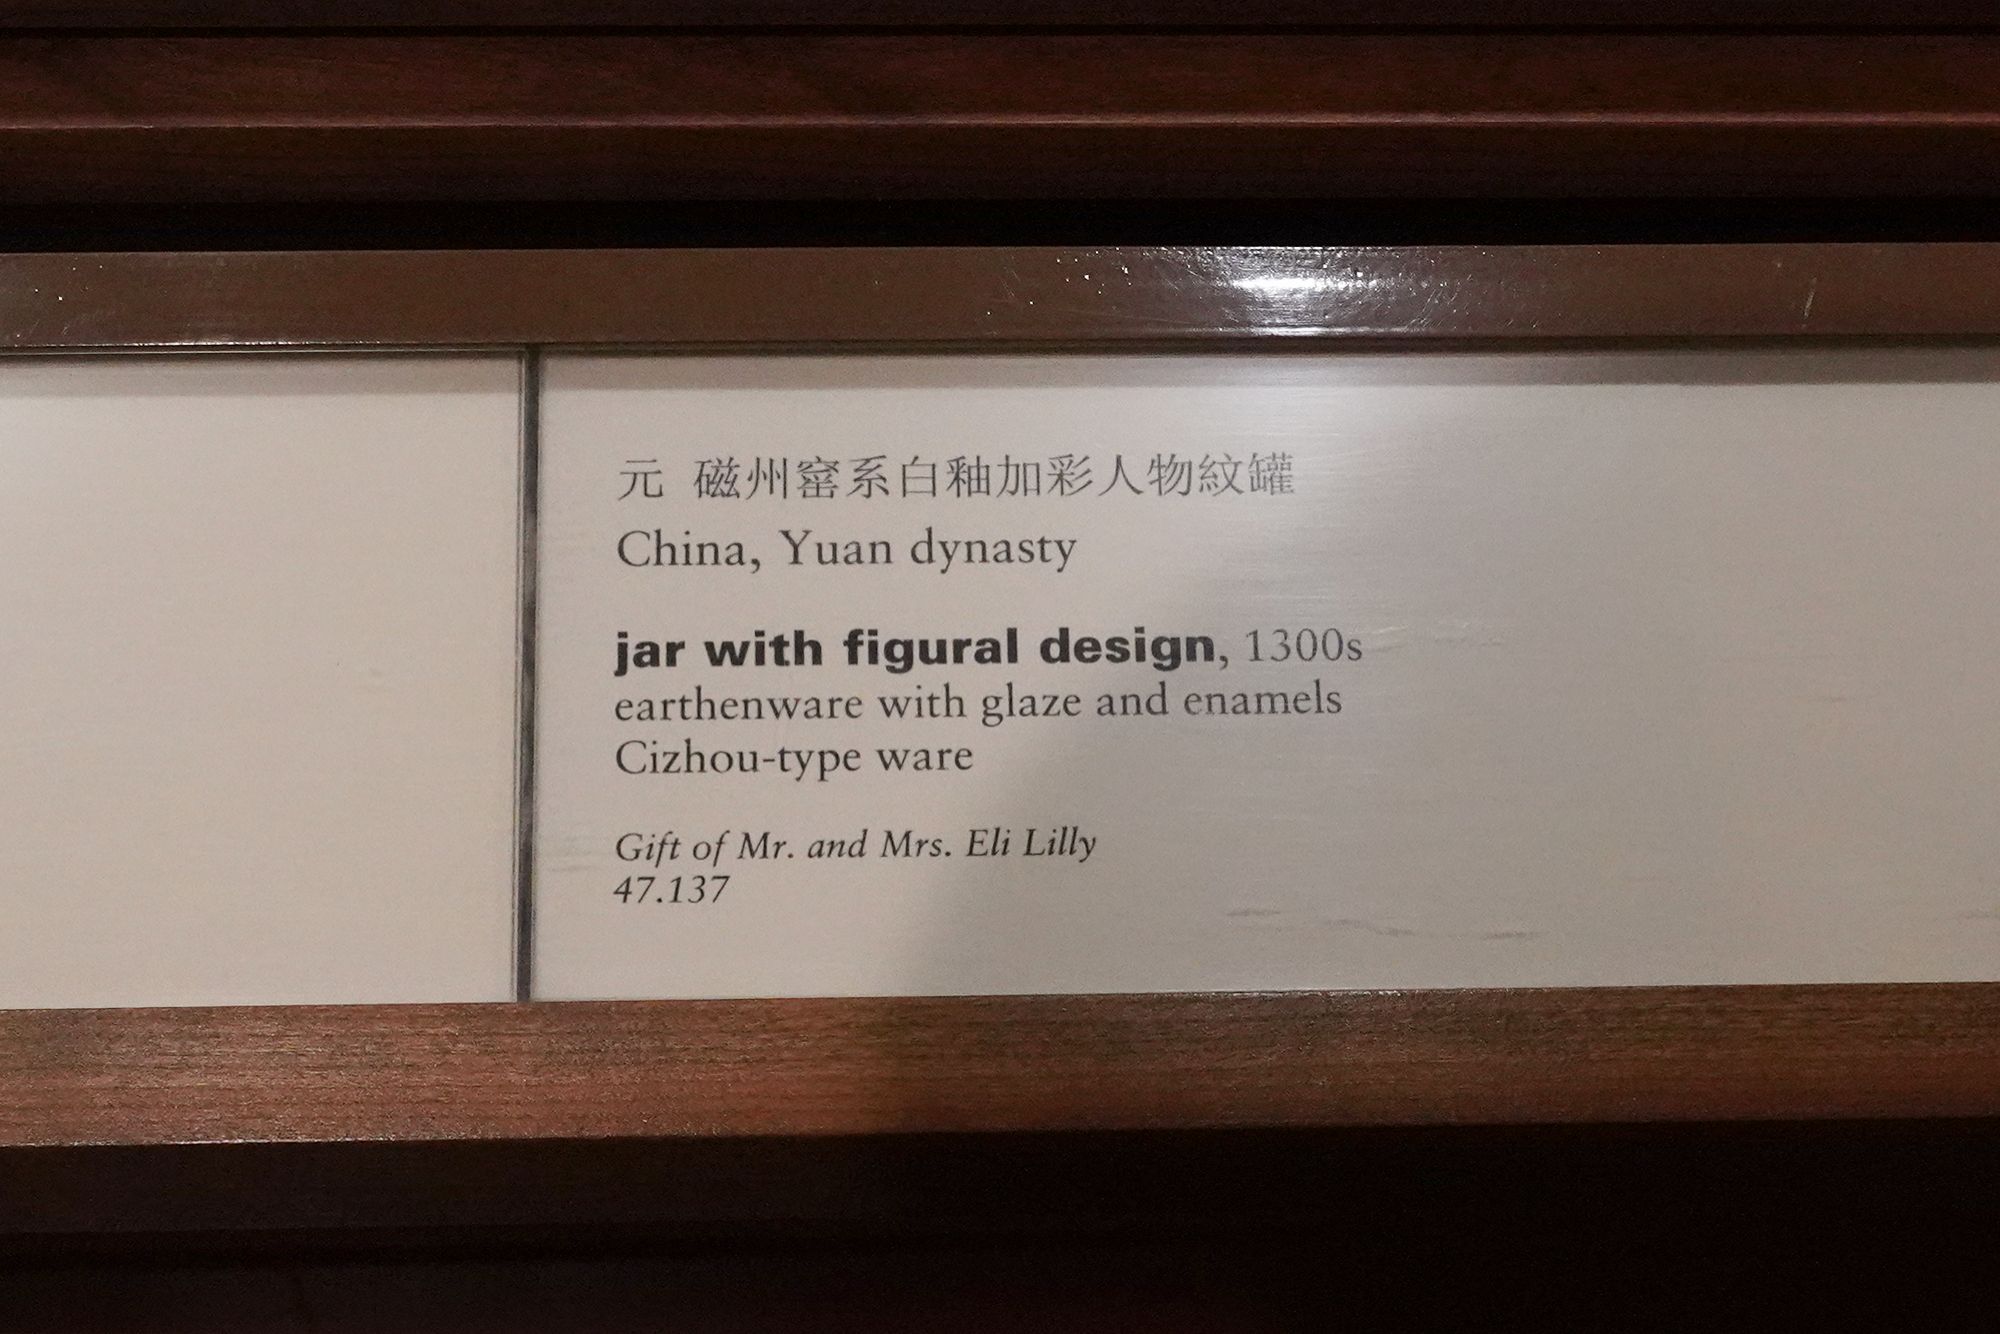 元 磁州窰系白釉加彩人物紋罐
China, Yuan dynasty
jar with figural design, 1300s
earthenware with glaze and enamels
Cizhou-type ware
Gift of Mr. and Mrs. Eli Lilly
47.137